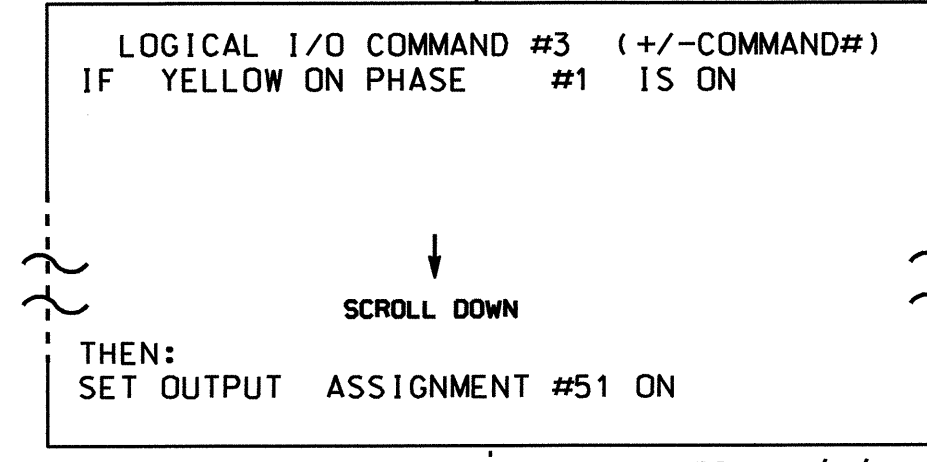 LOGICAL I/O COMMAND #3 (+/-COMMAND#)
IF YELLOW ON PHASE #1 IS ON
SCROLL DOWN
THEN:
SET OUTPUT ASSIGNMENT #51 ON